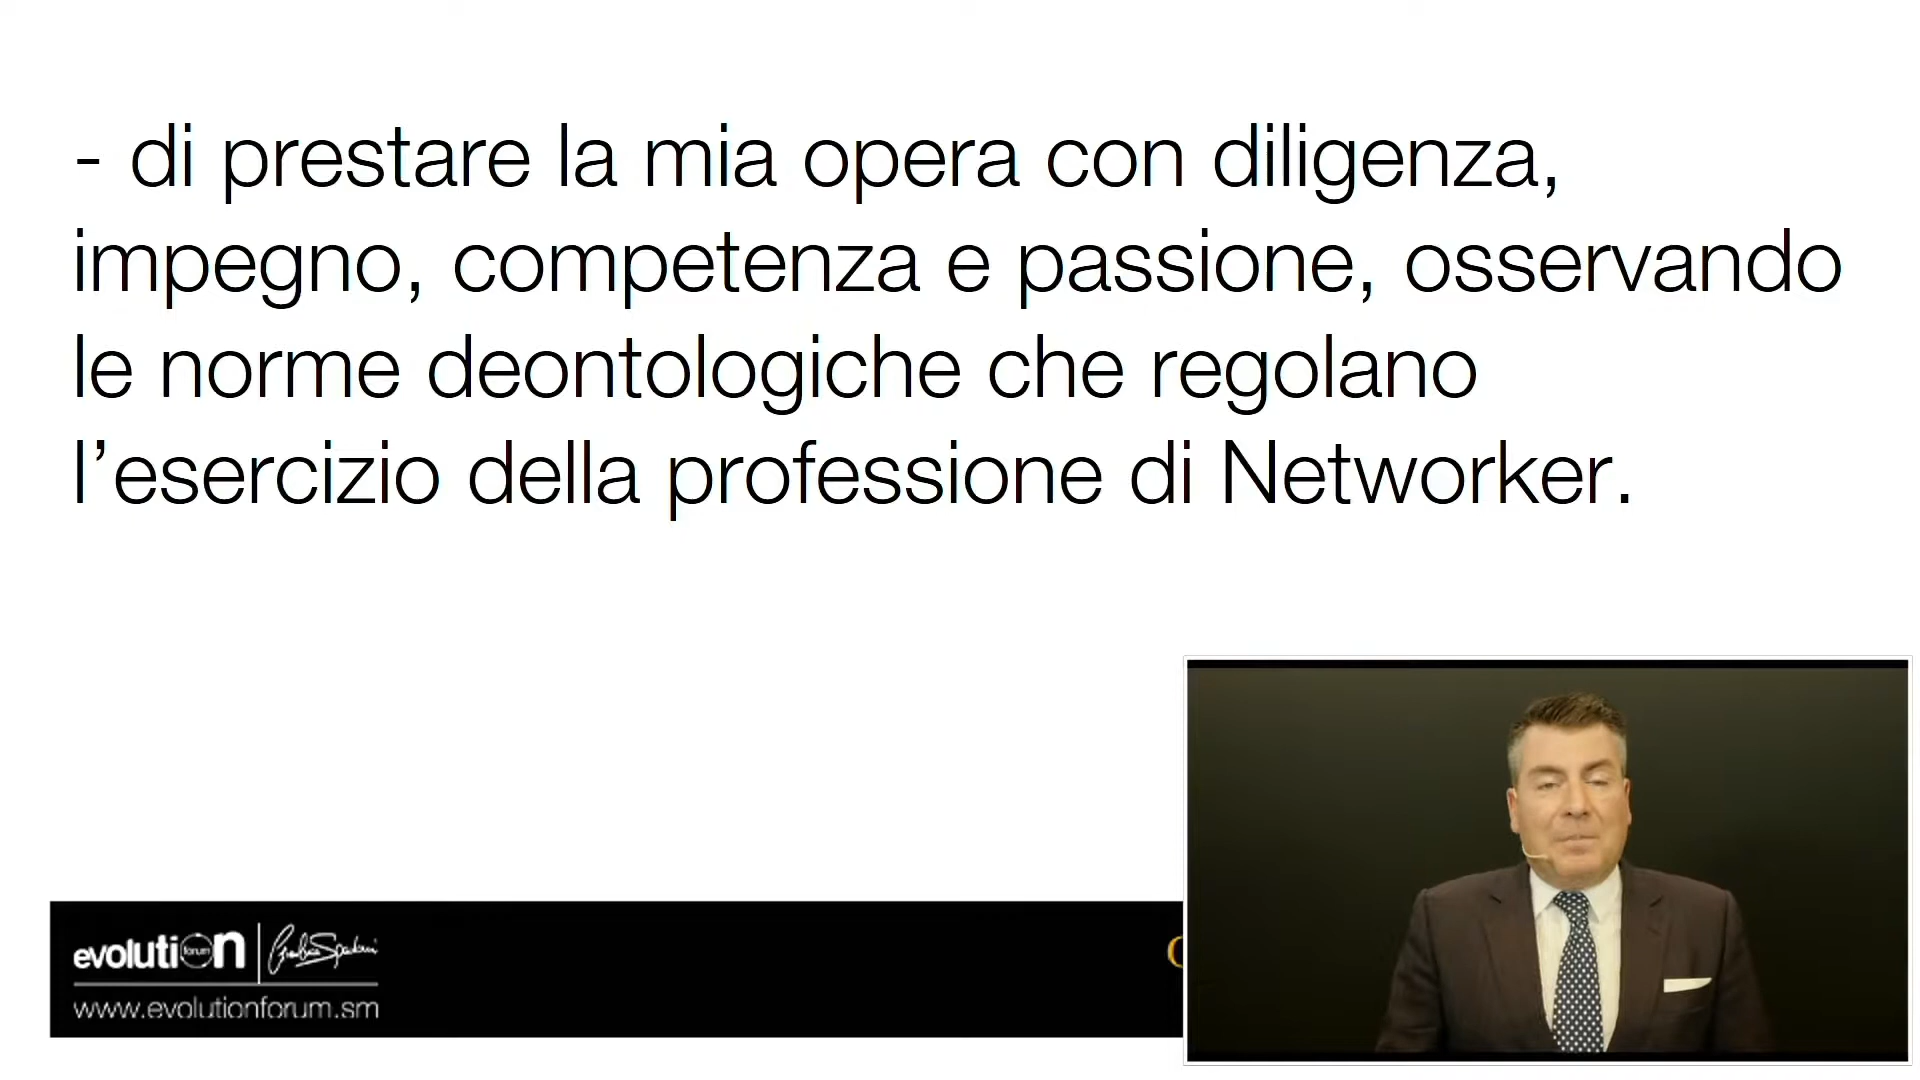 - di prestare la mia opera con diligenza,
impegno, competenza e passione, osservando
le norme deontologiche che regolano
l’esercizio della professione di Networker.
evolution forum
www.evolutionforum.sm